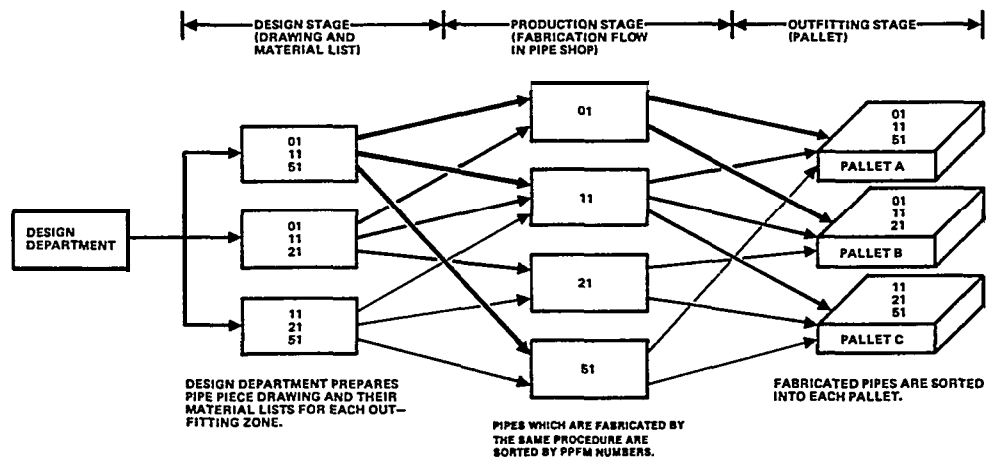 DESIGN STAGE
(DRAWING AND
MATERIAL LIST)
PRODUCTION STAGE
(FABRICATION FLOW
IN PIPE SHOP)
OUTFITTING STAGE
(PALLET)
DESIGN
DEPARTMENT
01
11
51
01
11
21
11
21
51
01
11
21
51
01
11
51
PALLET A
01
11
21
PALLET B
11
21
51
PALLET C
DESIGN DEPARTMENT PREPARES
PIPE PIECE DRAWING AND THEIR
MATERIAL LISTS FOR EACH OUT–
FITTING ZONE.
PIPES WHICH ARE FABRICATED BY
THE SAME PROCEDURE ARE
SORTED BY PPFM NUMBERS.
FABRICATED PIPES ARE SORTED
INTO EACH PALLET.